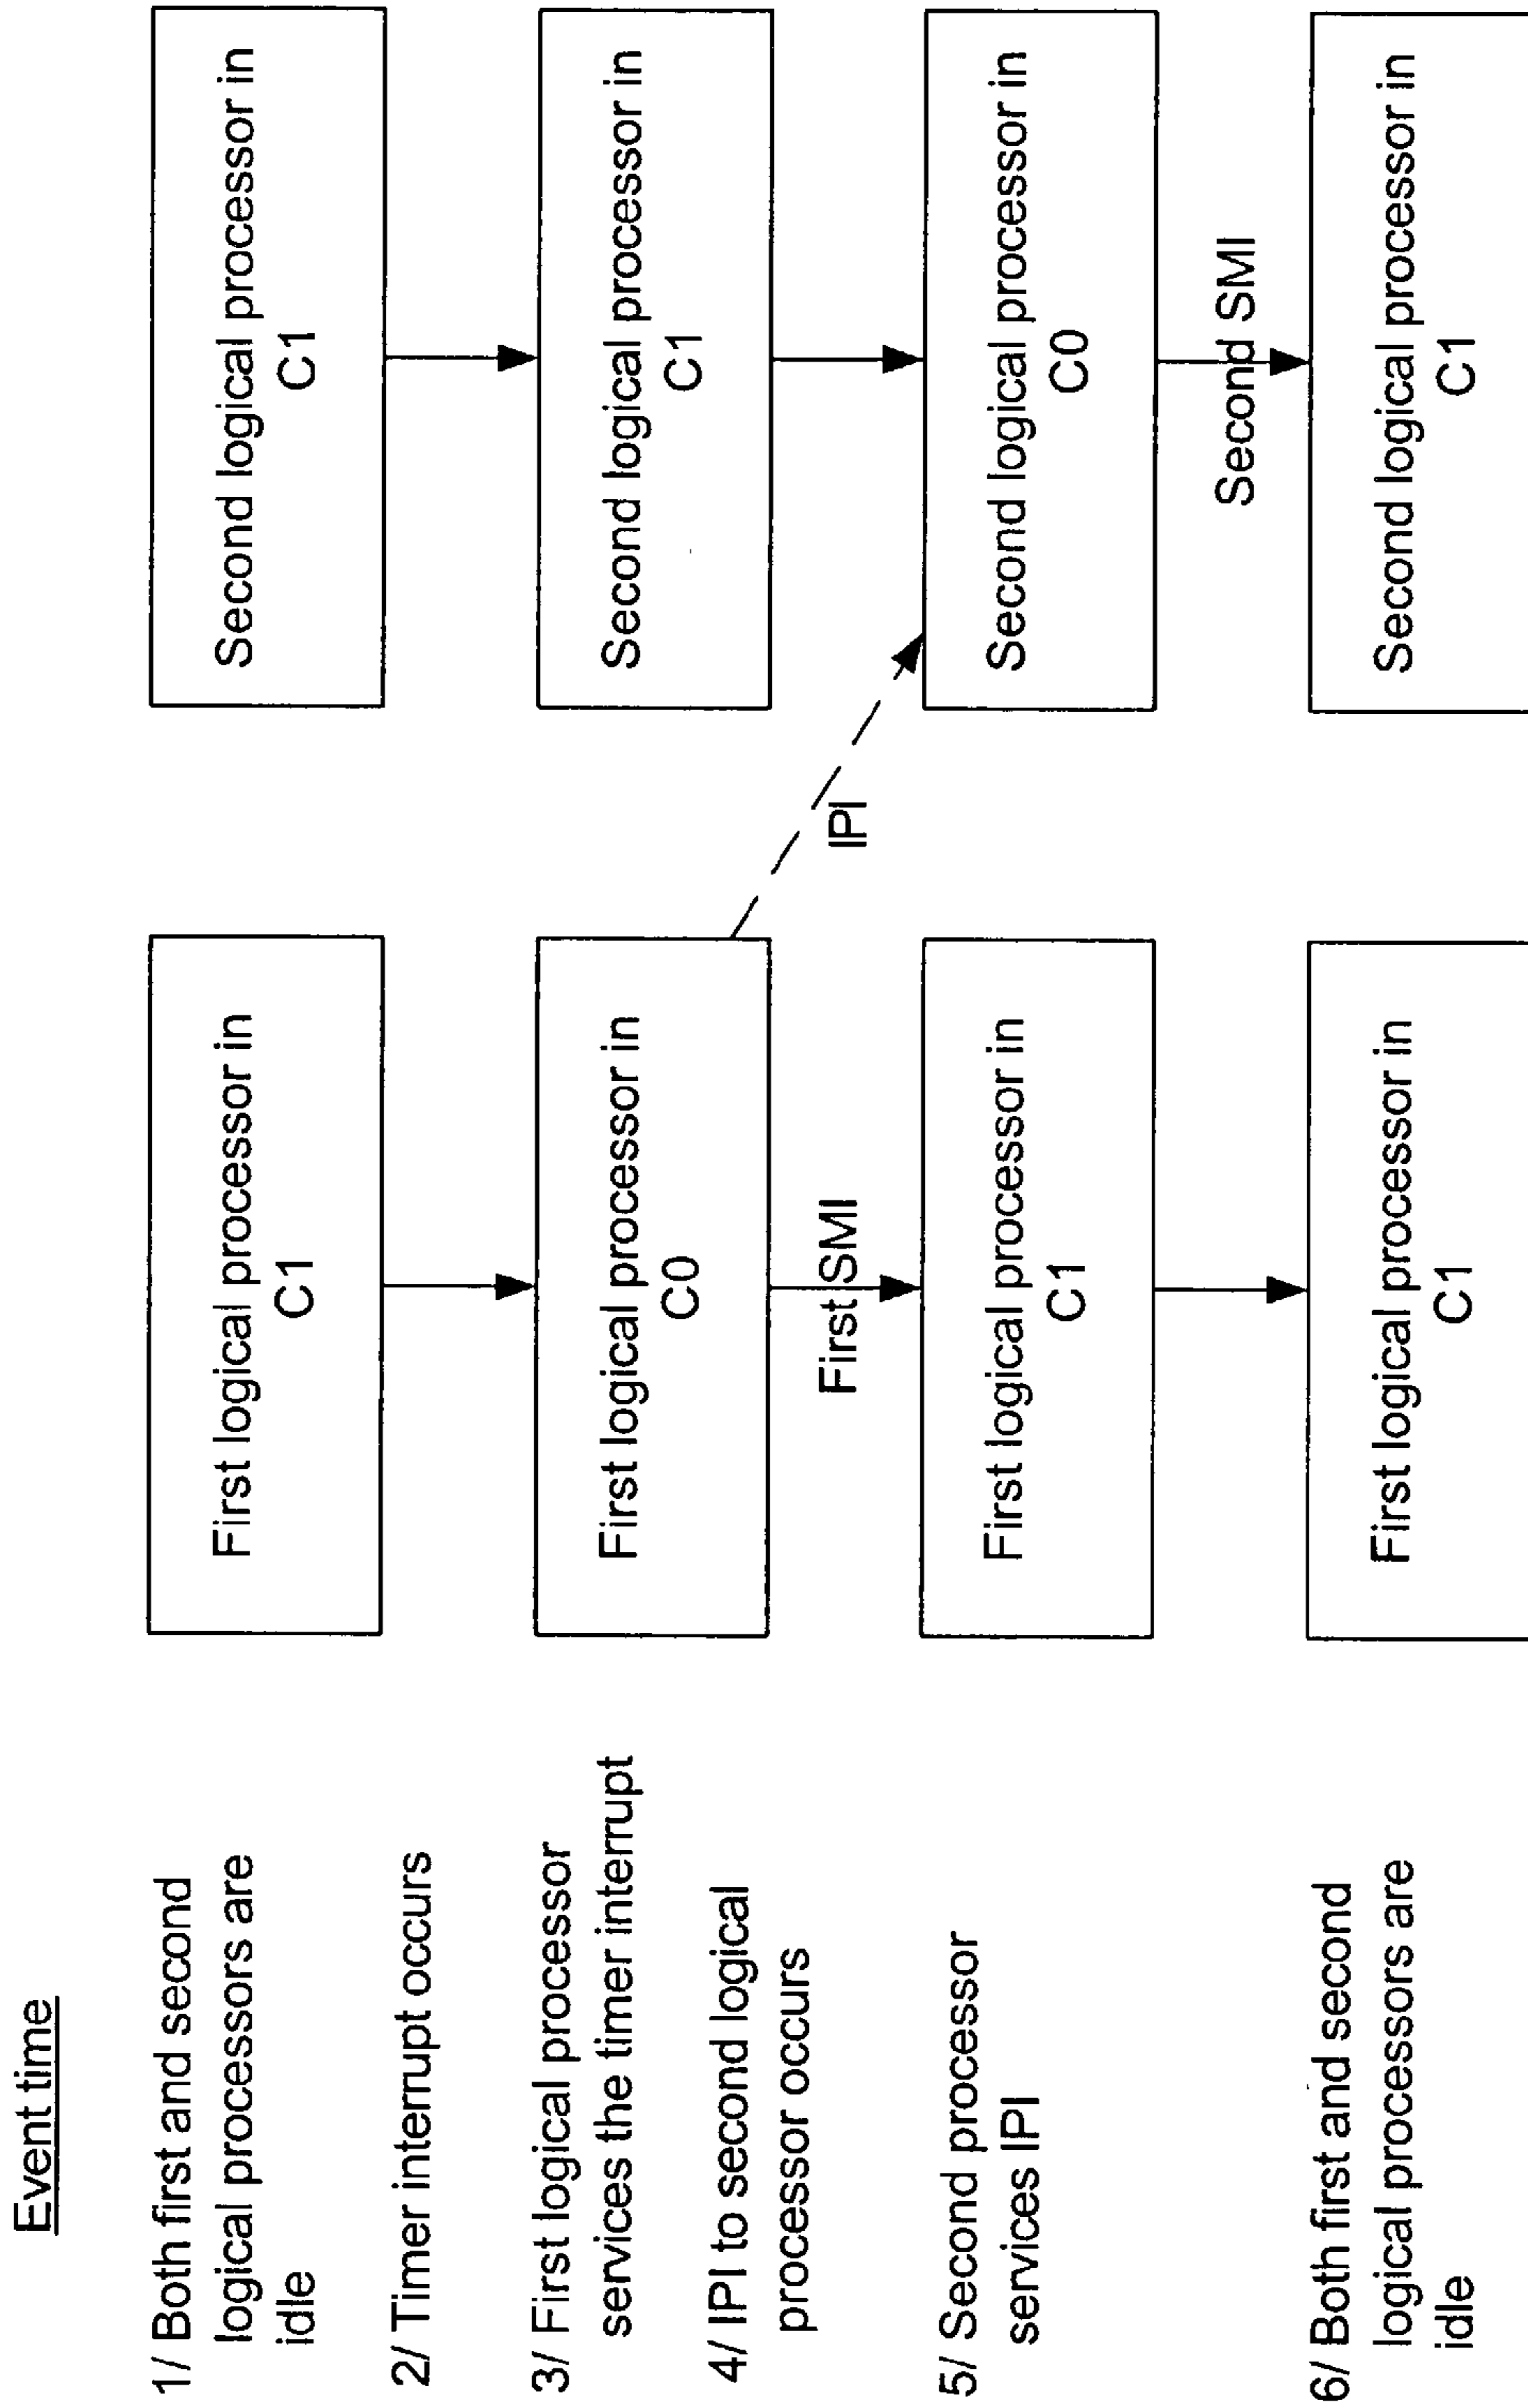 Event time
1/ Both first and second
logical processors are
idle
First logical processor in
C1
Second logical processor in
C1
2/ Timer interrupt occurs
3/ First logical processor
services the timer interrupt
First logical processor in
C0
Second logical processor in
C1
4/ IPI to second logical
processor occurs
First SMI
IPI
5/ Second processor
services IPI
First logical processor in
C1
Second logical processor in
C0
Second SMI
6/ Both first and second
logical processors are
idle
First logical processor in
C1
Second logical processor in
C1